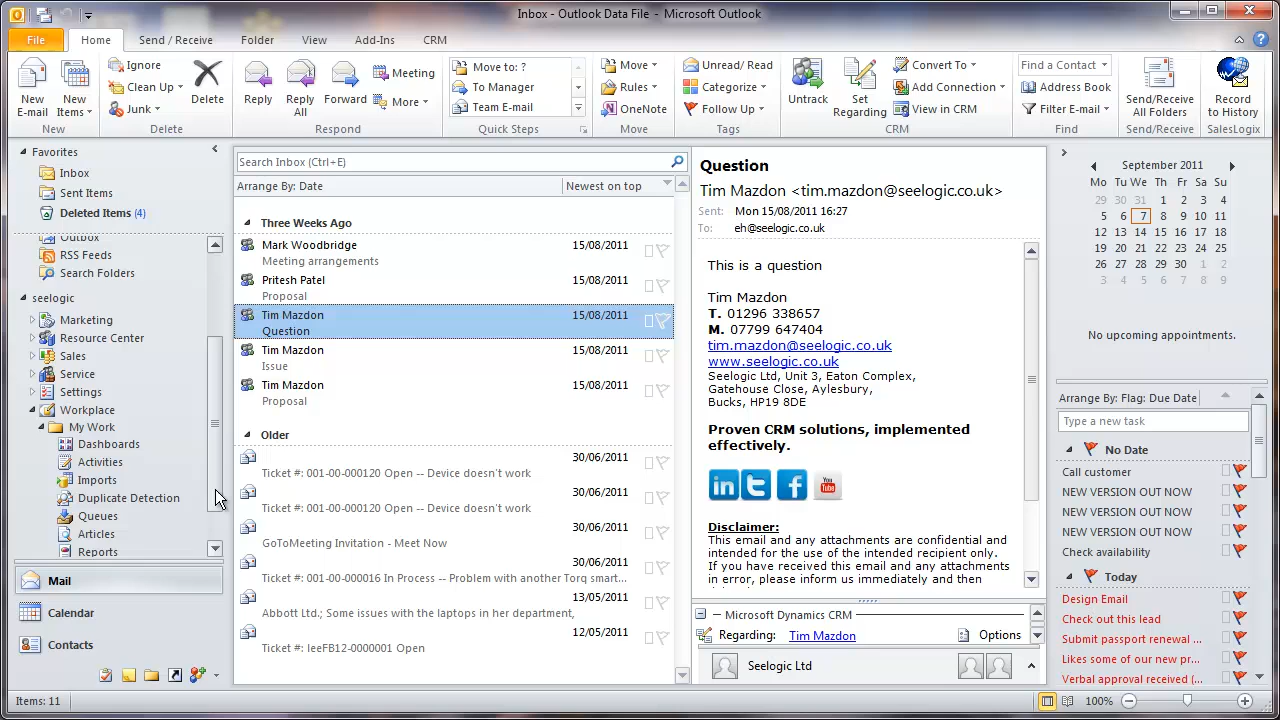 Inbox - Outlook Data File - Microsoft Outlook
File
Home
Send / Receive
Folder
View
Add-Ins
CRM
New E-mail
New Items
New
Ignore
Clean Up
Junk
Delete
Delete
Reply
Reply All
Forward
Meeting
More
Respond
Move to: ?
To Manager
Team E-mail
Quick Steps
Move
Rules
OneNote
Move
Unread/ Read
Categorize
Follow Up
Tags
Untrack
Set Regarding
Convert To
Add Connection
View in CRM
CRM
Find a Contact
Address Book
Filter E-mail
Find
Send/Receive All Folders
Send/Receive
Record to History
SalesLogix
Favorites
Inbox
Sent Items
Deleted Items (4)
Outbox
RSS Feeds
Search Folders
seelogic
Marketing
Resource Center
Sales
Service
Settings
Workplace
My Work
Dashboards
Activities
Imports
Duplicate Detection
Queues
Articles
Reports
Mail
Calendar
Contacts
Items: 11
Search Inbox (Ctrl+E)
Arrange By: Date
Newest on top
Three Weeks Ago
Mark Woodbridge 15/08/2011
Meeting arrangements
Pritesh Patel 15/08/2011
Proposal
Tim Mazdon 15/08/2011
Question
Tim Mazdon 15/08/2011
Issue
Tim Mazdon 15/08/2011
Proposal
Older
30/06/2011
Ticket #: 001-00-000120 Open -- Device doesn't work
30/06/2011
Ticket #: 001-00-000120 Open -- Device doesn't work
30/06/2011
GoToMeeting Invitation - Meet Now
30/06/2011
Ticket #: 001-00-000016 In Process -- Problem with another Torq smart...
13/05/2011
Abbott Ltd.; Some issues with the laptops in her department,
12/05/2011
Ticket #: leeFB12-0000001 Open
Question
Tim Mazdon <tim.mazdon@seelogic.co.uk>
Sent: Mon 15/08/2011 16:27
To: eh@seelogic.co.uk
This is a question
Tim Mazdon
T. 01296 338657
M. 07799 647404
tim.mazdon@seelogic.co.uk
www.seelogic.co.uk
Seelogic Ltd, Unit 3, Eaton Complex,
Gatehouse Close, Aylesbury,
Bucks, HP19 8DE
Proven CRM solutions, implemented
effectively.
in t f You Tube
Disclaimer:
This email and any attachments are confidential and
intended for the use of the intended recipient only.
If you have received this email and any attachments
in error, please inform us immediately and then
Microsoft Dynamics CRM
Regarding: Tim Mazdon Options
Seelogic Ltd
September 2011
Mo Tu We Th Fr Sa Su
29 30 31 1 2 3 4
5 6 7 8 9 10 11
12 13 14 15 16 17 18
19 20 21 22 23 24 25
26 27 28 29 30 1 2
3 4 5 6 7 8 9
No upcoming appointments.
Arrange By: Flag: Due Date
Type a new task
No Date
Call customer
NEW VERSION OUT NOW
NEW VERSION OUT NOW
NEW VERSION OUT NOW
Check availability
Today
Design Email
Check out this lead
Submit passport renewal ...
Likes some of our new pr...
Verbal approval received (...
100%